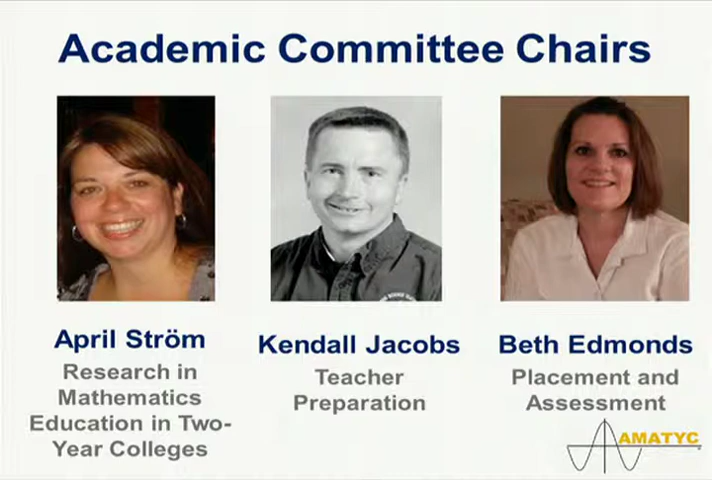 Academic Committee Chairs
April Ström
Research in
Mathematics
Education in Two-
Year Colleges
Kendall Jacobs
Teacher
Preparation
Beth Edmonds
Placement and
Assessment
AMATYC